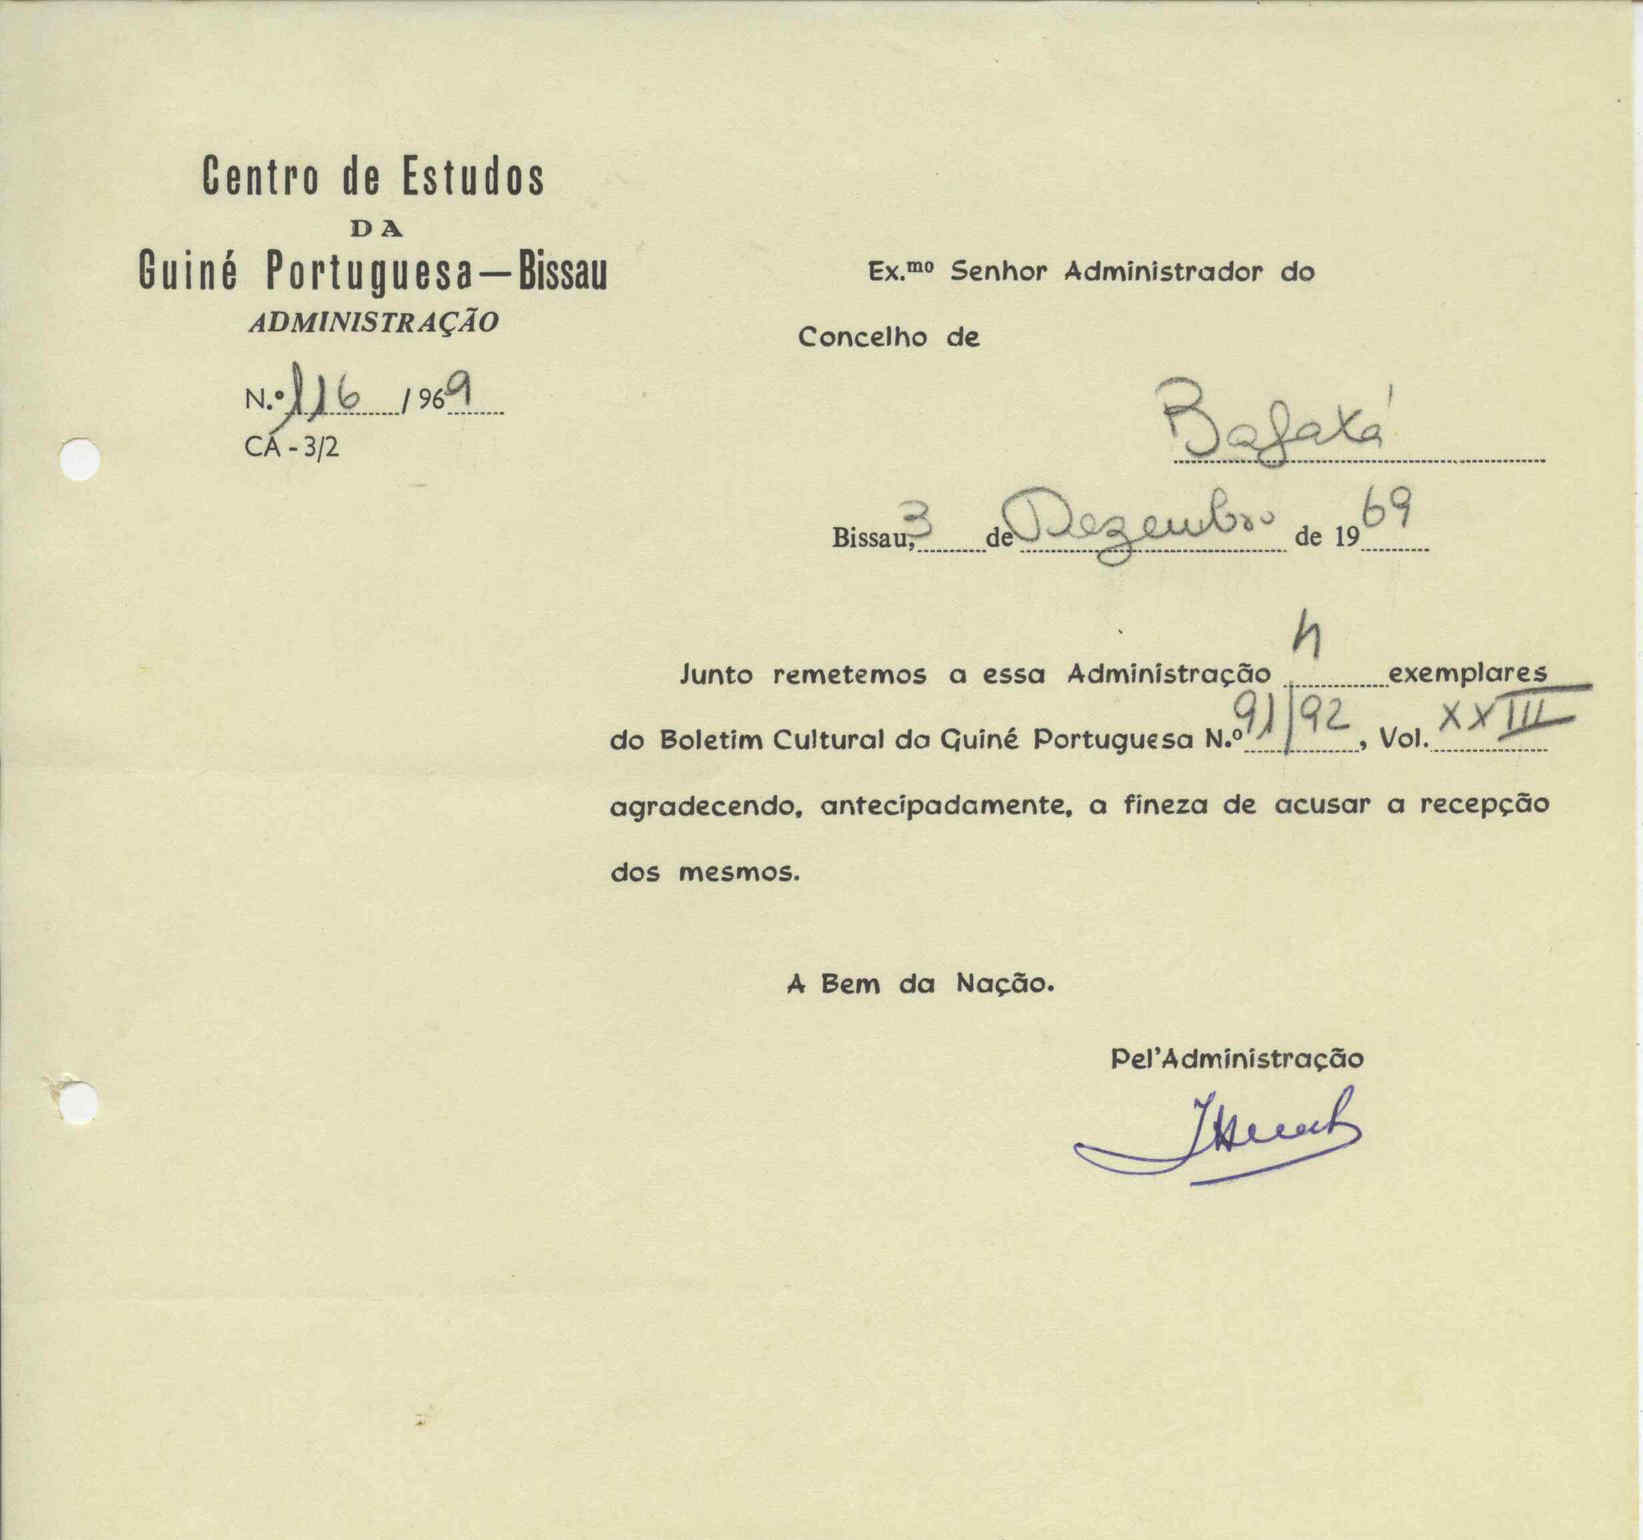 Centro de Estudos
DA
Guiné Portuguesa—Bissau
ADMINISTRAÇÃO
N.º 116 / 969
CA - 3/2
Ex.mo Senhor Administrador do
Concelho de
Bafatá
Bissau, 3 de Dezembro de 1969
Junto remetemos a essa Administração 4 exemplares
do Boletim Cultural da Guiné Portuguesa N.º 91/92, Vol. XXIII
agradecendo, antecipadamente, a fineza de acusar a recepção
dos mesmos.
A Bem da Nação.
Pel'Administração